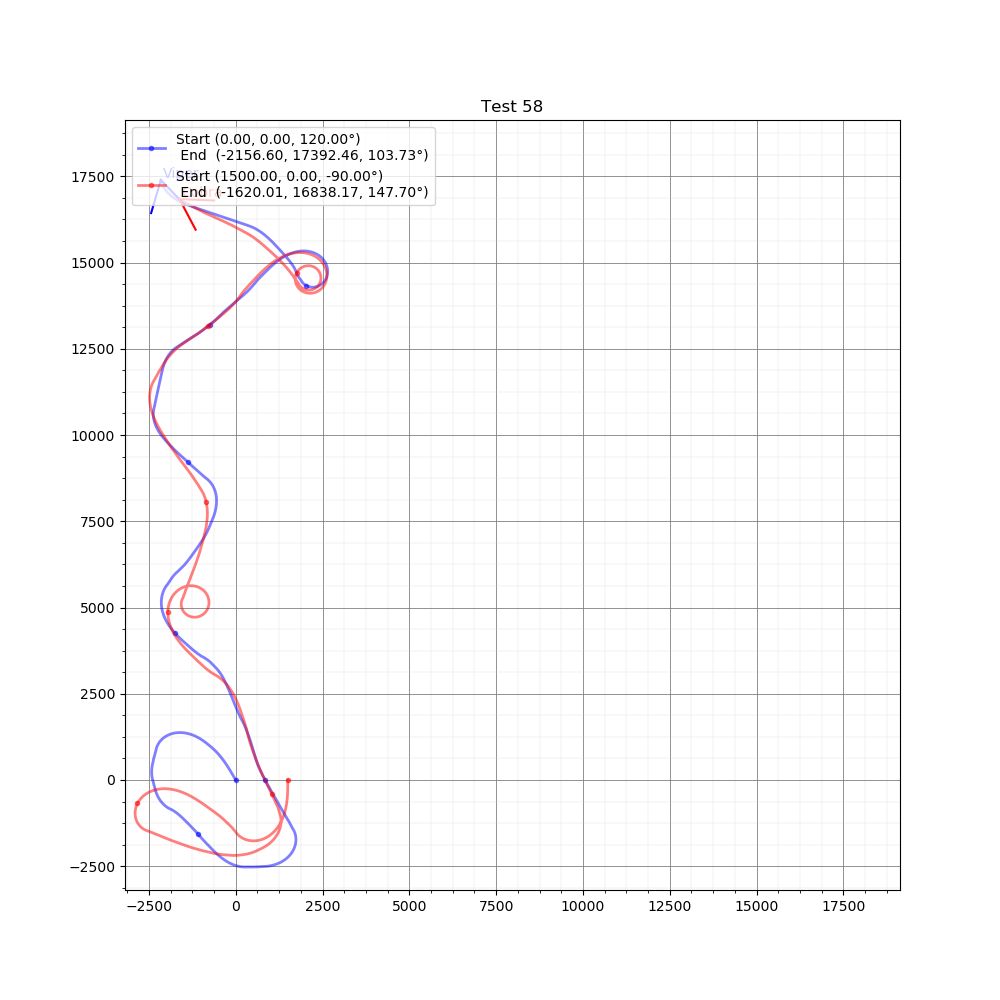 Test 58
Start (0.00, 0.00, 120.00°)
End (-2156.60, 17392.46, 103.73°)
Start (1500.00, 0.00, -90.00°)
End (-1620.01, 16838.17, 147.70°)
17500
15000
12500
10000
7500
5000
2500
0
−2500
−2500 0 2500 5000 7500 10000 12500 15000 17500